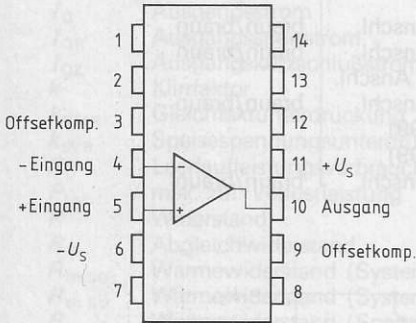 1 14
2 13
Offsetkomp. 3 12
-Eingang 4 - 11 +U_S
+Eingang 5 + 10 Ausgang
-U_S 6 9 Offsetkomp.
7 8